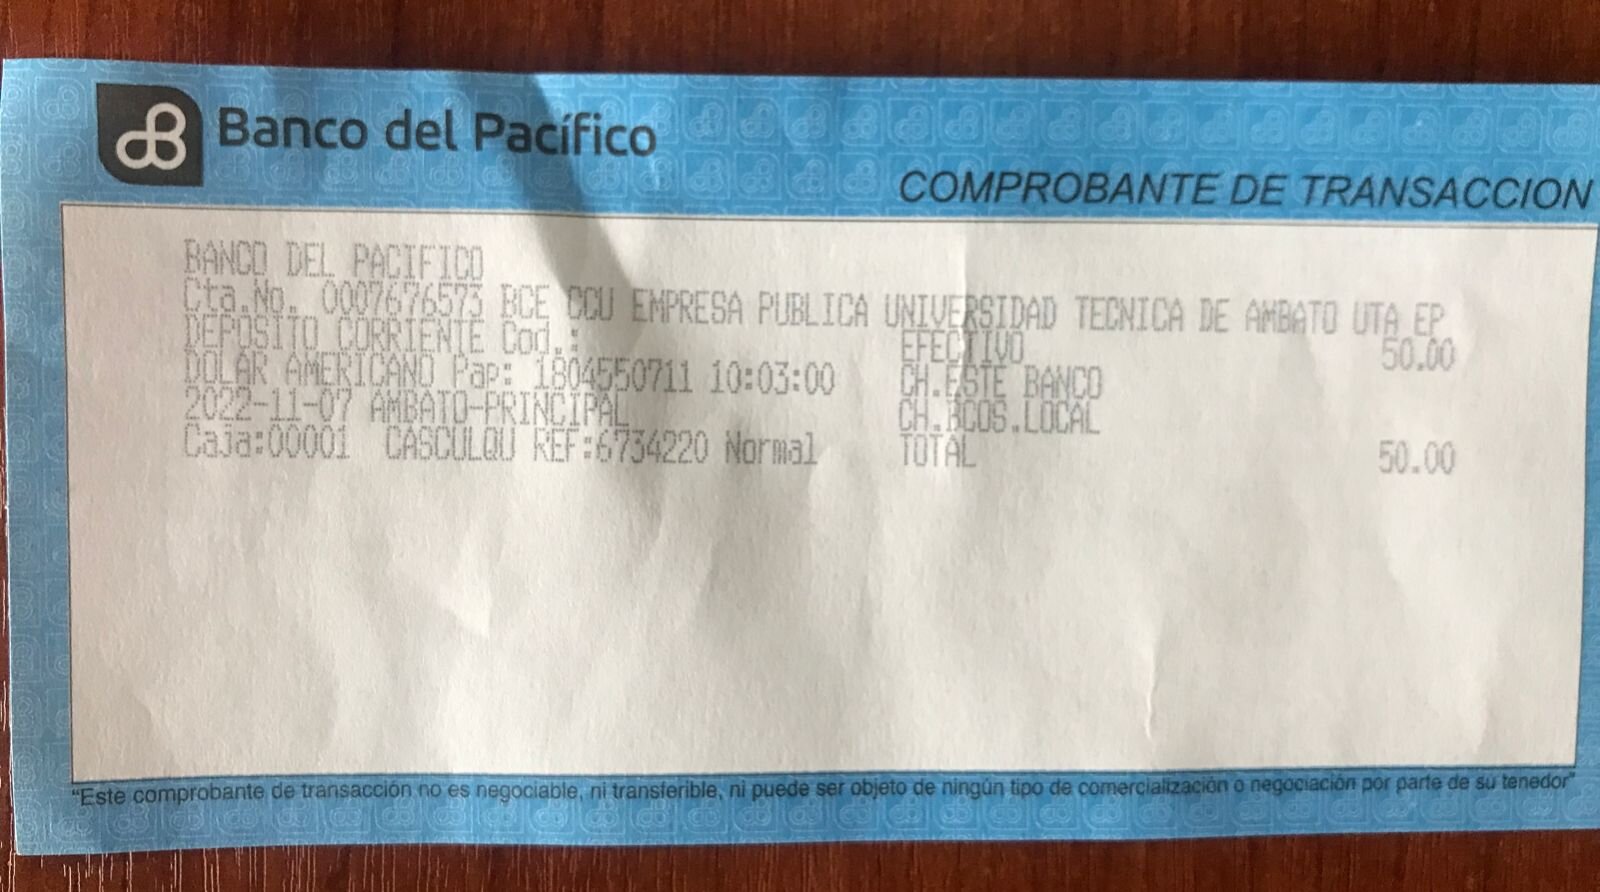 Banco del Pacífico
COMPROBANTE DE TRANSACCION
BANCO DEL PACIFICO
Cta.No. 0007676573 BCE CCU EMPRESA PUBLICA UNIVERSIDAD TECNICA DE AMBATO UTA EP
DEPOSITO CORRIENTE Cod.: EFECTIVO 50.00
DOLAR AMERICANO Pap: 1804550711 10:03:00 CH.ESTE BANCO
2022-11-07 AMBATO-PRINCIPAL CH.BCOS.LOCAL
Caja:00001 CASCULQU REF:6734220 Normal TOTAL 50.00
"Este comprobante de transacción no es negociable, ni transferible, ni puede ser objeto de ningún tipo de comercialización o negociación por parte de su tenedor"